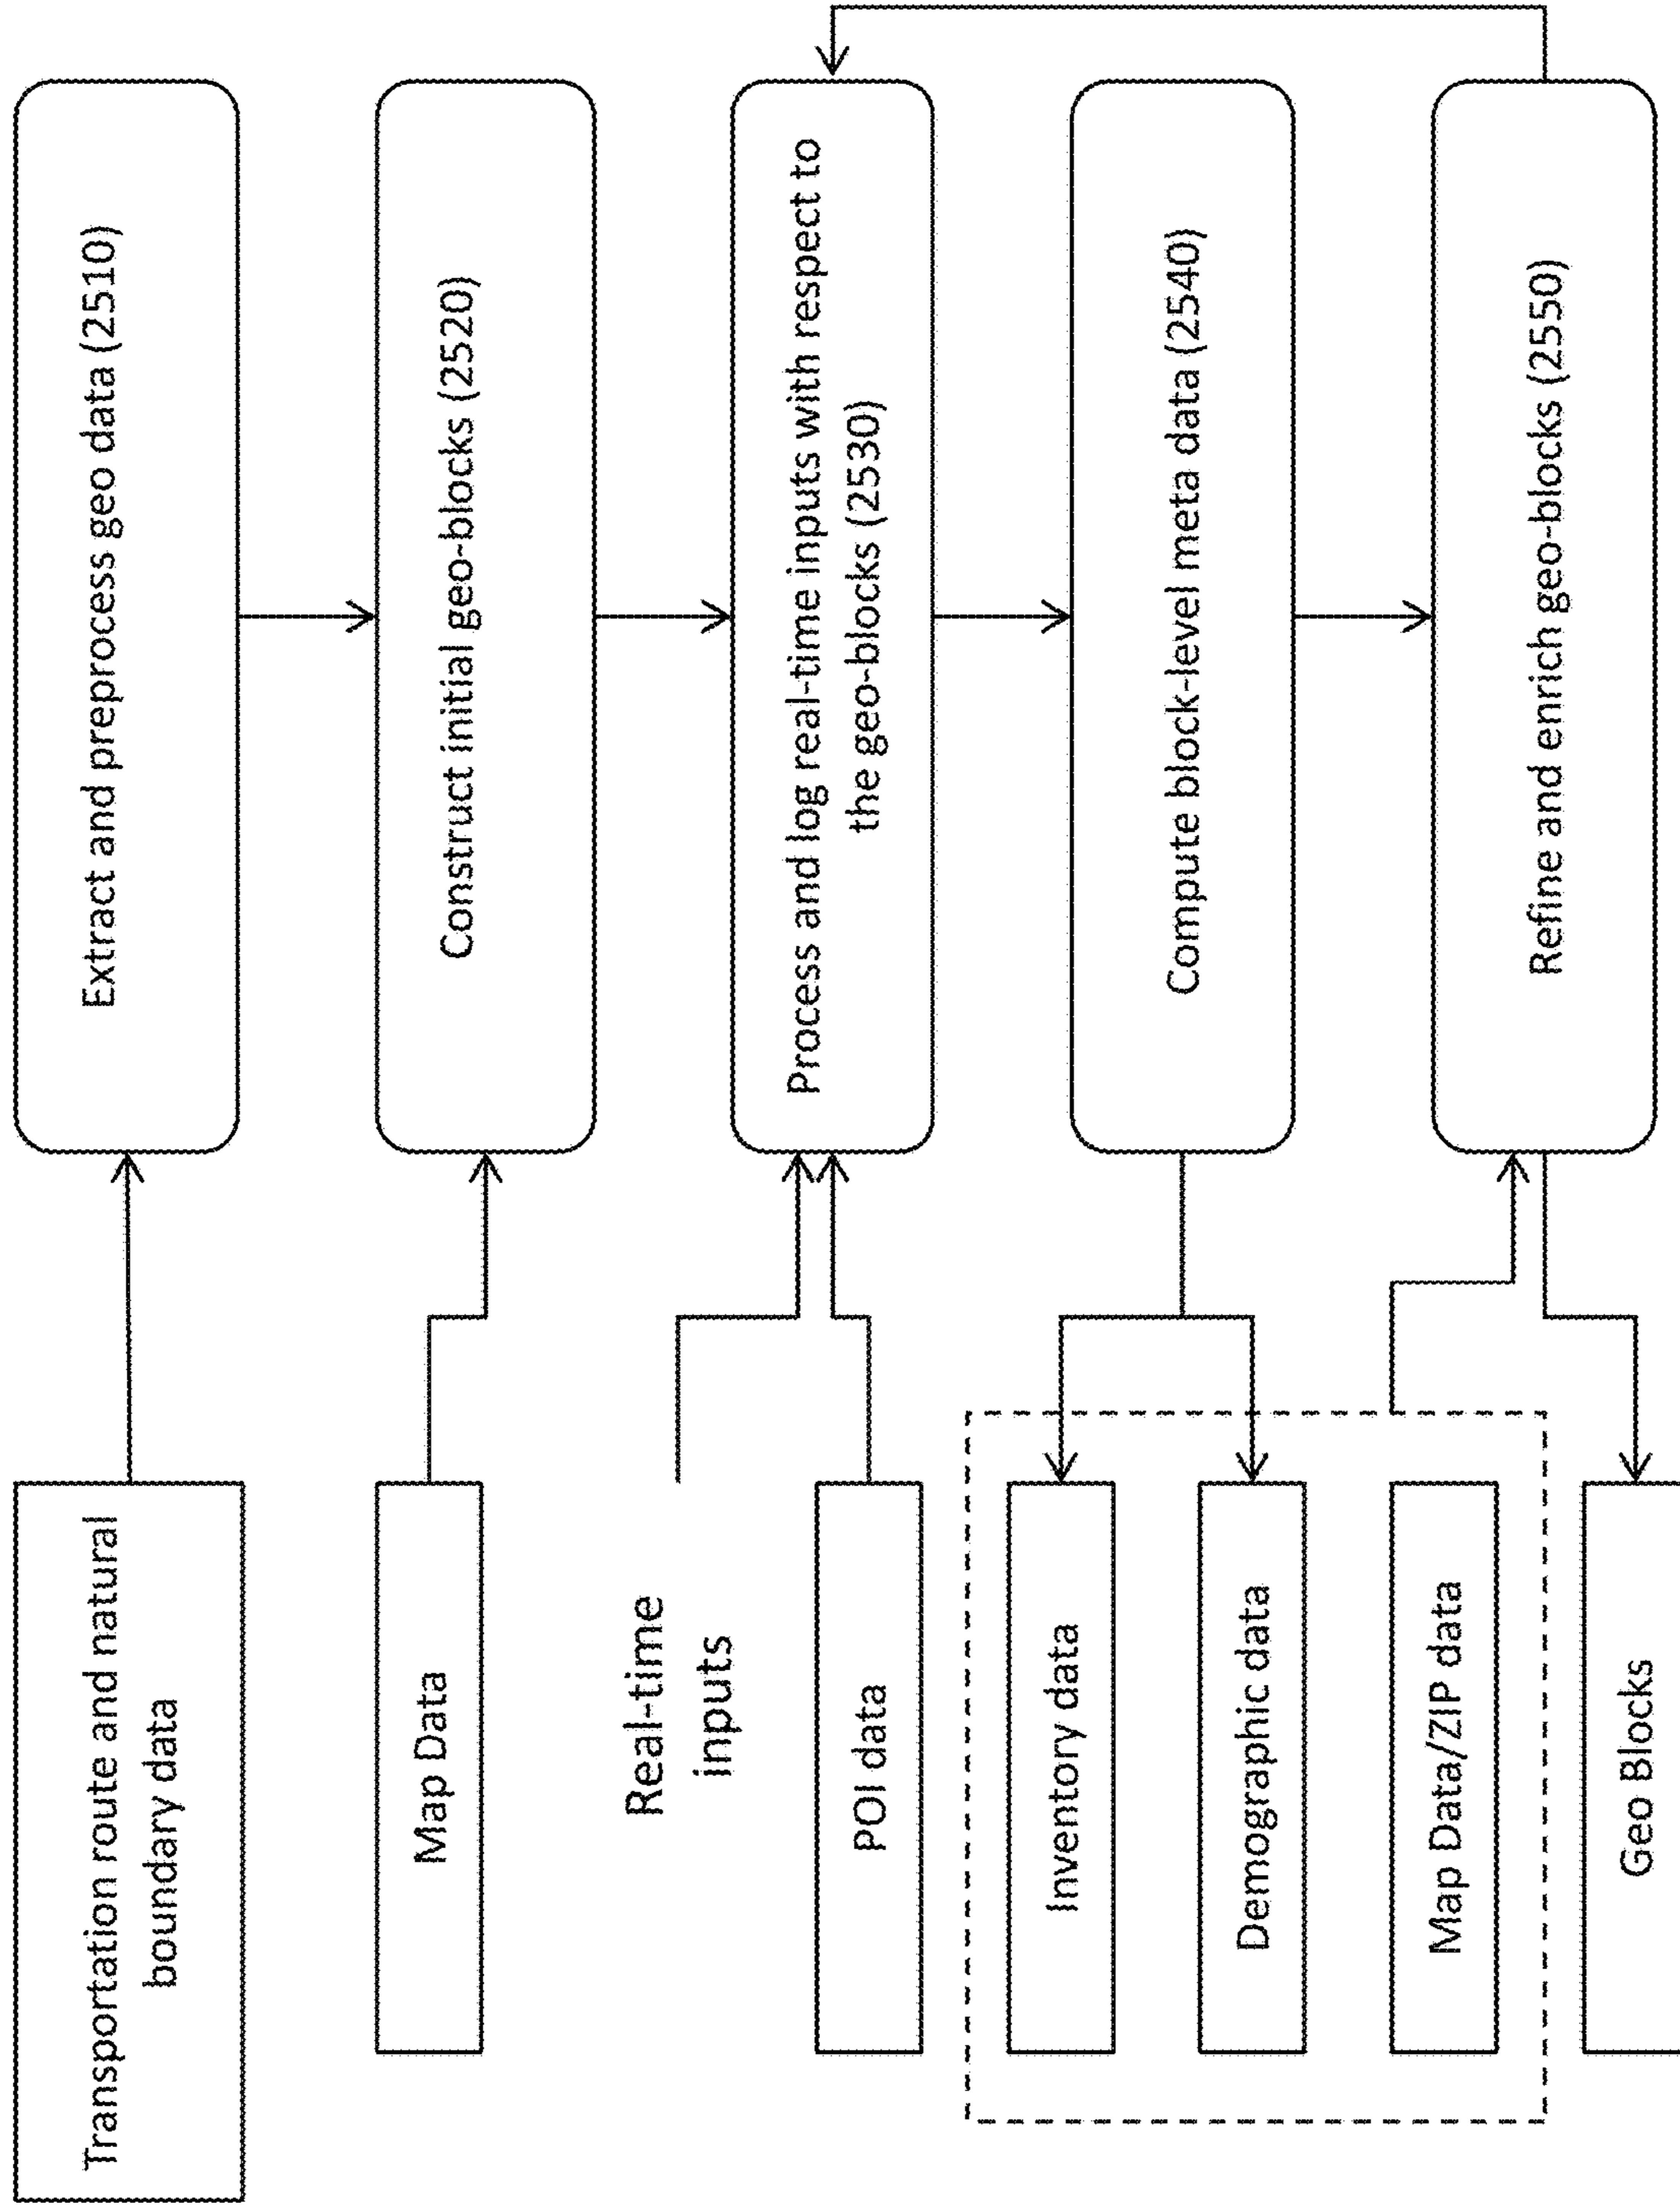 Transportation route and natural
boundary data
Extract and preprocess geo data (2510)
Map Data
Construct initial geo-blocks (2520)
Real-time
inputs
POI data
Process and log real-time inputs with respect to
the geo-blocks (2530)
Inventory data
Demographic data
Map Data/ZIP data
Compute block-level meta data (2540)
Geo Blocks
Refine and enrich geo-blocks (2550)